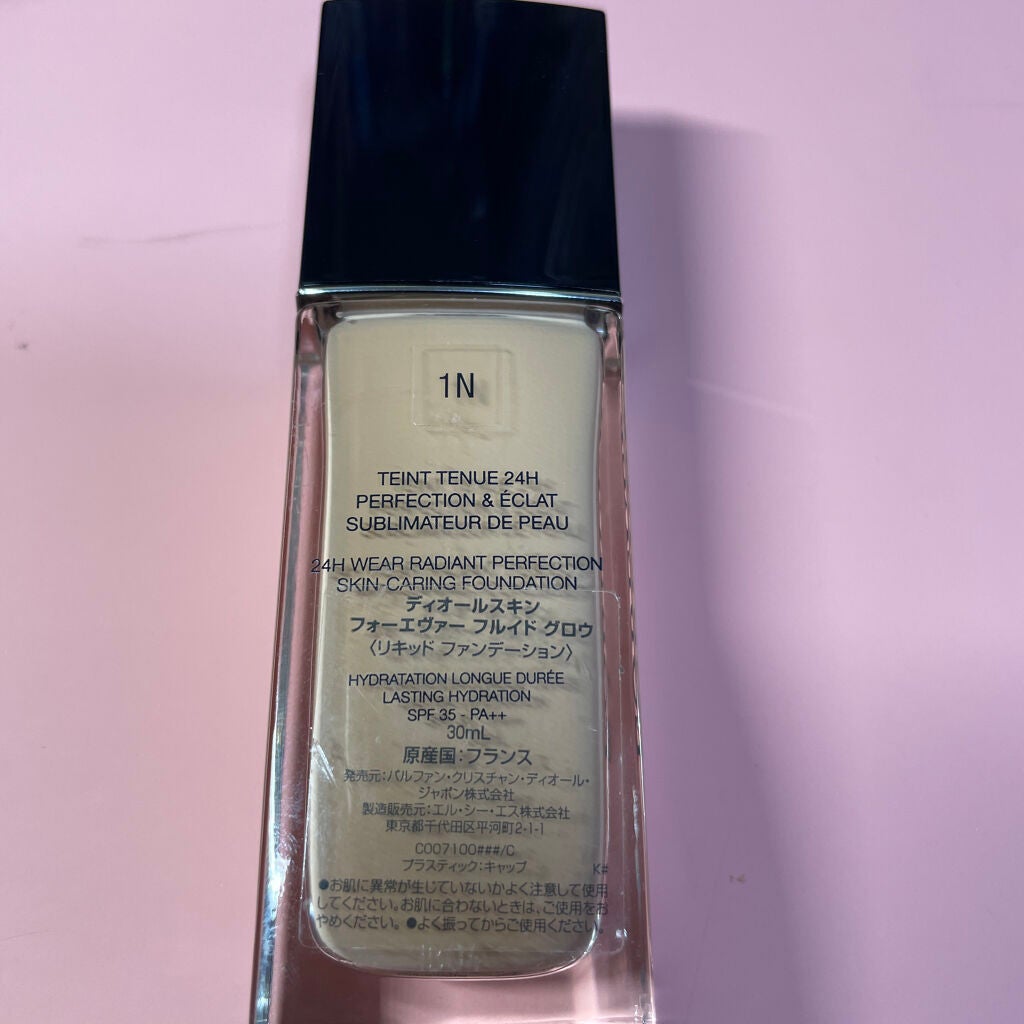 1N
TEINT TENUE 24H
PERFECTION & ÉCLAT
SUBLIMATEUR DE PEAU
24H WEAR RADIANT PERFECTION
SKIN-CARING FOUNDATION
ディオールスキン
フォーエヴァー フルイド グロウ
〈リキッド ファンデーション〉
HYDRATATION LONGUE DURÉE
LASTING HYDRATION
SPF 35 - PA++
30mL
原産国:フランス
発売元:パルファン・クリスチャン・ディオール・
ジャポン株式会社
製造販売元:エル・シー・エス株式会社
東京都千代田区平河町2-1-1
C007100###/C
プラスティック:キャップ K#
●お肌に異常が生じていないかよく注意して使用
してください。お肌に合わないときは、ご使用をお
やめください。●よく振ってからご使用ください。